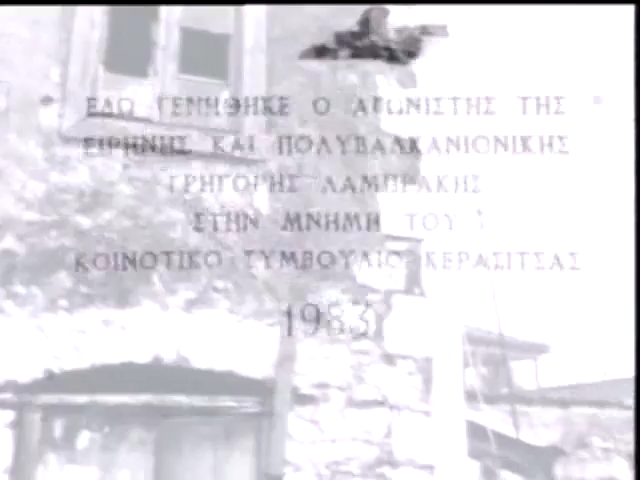 ΕΔΩ ΓΕΝΝΗΘΗΚΕ Ο ΑΓΩΝΙΣΤΗΣ ΤΗΣ
ΕΙΡΗΝΗΣ ΚΑΙ ΠΟΛΥΒΑΛΚΑΝΙΟΝΙΚΗΣ
ΓΡΗΓΟΡΗΣ ΛΑΜΠΡΑΚΗΣ
ΣΤΗΝ ΜΝΗΜΗ ΤΟΥ
ΚΟΙΝΟΤΙΚΟ ΣΥΜΒΟΥΛΙΟ ΚΕΡΑΣΙΤΣΑΣ
1983